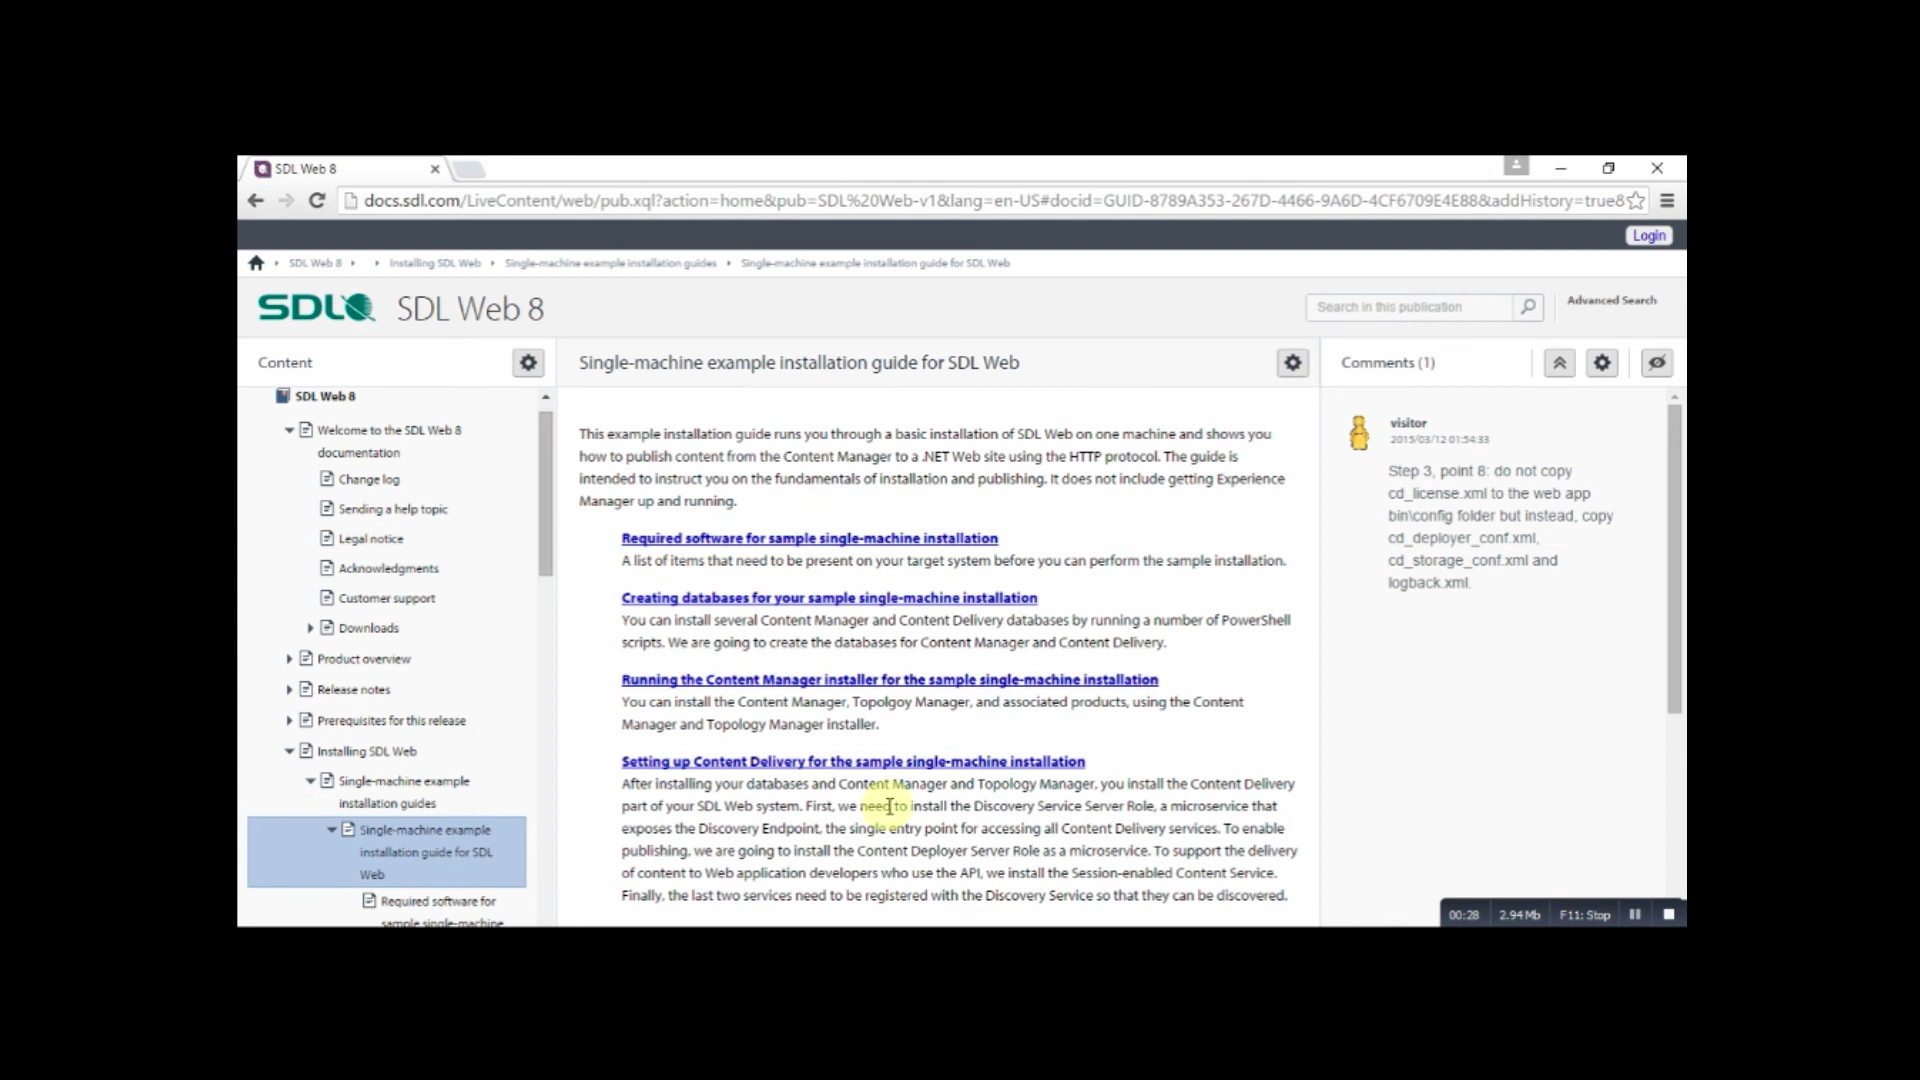 SDL Web 8
docs.sdl.com/LiveContent/web/pub.xql?action=home&pub=SDL%20Web-v1&lang=en-US#docid=GUID-8789A353-267D-4466-9A6D-4CF6709E4E88&addHistory=true8
Login
SDL Web 8 Installing SDL Web Single-machine example installation guides Single-machine example installation guide for SDL Web
SDL SDL Web 8
Search in this publication
Advanced Search
Content
SDL Web 8
Welcome to the SDL Web 8
documentation
Change log
Sending a help topic
Legal notice
Acknowledgments
Customer support
Downloads
Product overview
Release notes
Prerequisites for this release
Installing SDL Web
Single-machine example
installation guides
Single-machine example
installation guide for SDL
Web
Required software for
sample single-machine
Single-machine example installation guide for SDL Web
This example installation guide runs you through a basic installation of SDL Web on one machine and shows you
how to publish content from the Content Manager to a .NET Web site using the HTTP protocol. The guide is
intended to instruct you on the fundamentals of installation and publishing. It does not include getting Experience
Manager up and running.
Required software for sample single-machine installation
A list of items that need to be present on your target system before you can perform the sample installation.
Creating databases for your sample single-machine installation
You can install several Content Manager and Content Delivery databases by running a number of PowerShell
scripts. We are going to create the databases for Content Manager and Content Delivery.
Running the Content Manager installer for the sample single-machine installation
You can install the Content Manager, Topolgoy Manager, and associated products, using the Content
Manager and Topology Manager installer.
Setting up Content Delivery for the sample single-machine installation
After installing your databases and Content Manager and Topology Manager, you install the Content Delivery
part of your SDL Web system. First, we need to install the Discovery Service Server Role, a microservice that
exposes the Discovery Endpoint, the single entry point for accessing all Content Delivery services. To enable
publishing, we are going to install the Content Deployer Server Role as a microservice. To support the delivery
of content to Web application developers who use the API, we install the Session-enabled Content Service.
Finally, the last two services need to be registered with the Discovery Service so that they can be discovered.
Comments (1)
visitor
2015/03/12 01:54:33
Step 3, point 8: do not copy
cd_license.xml to the web app
bin\config folder but instead, copy
cd_deployer_conf.xml,
cd_storage_conf.xml and
logback.xml.
00:28 2.94 Mb F11: Stop